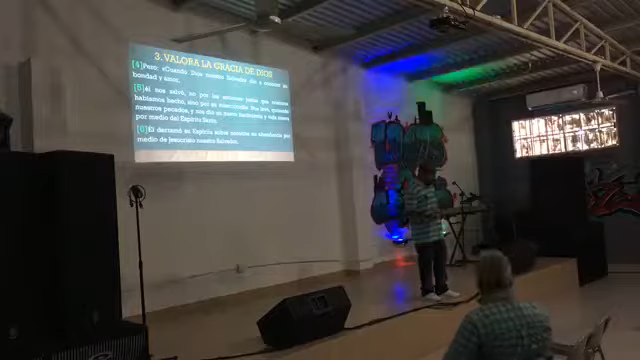 3. VALORA LA GRACIA DE DIOS
[4]Pero: «Cuando Dios nuestro Salvador dio a conocer su
bondad y amor,
[5]él nos salvó, no por las acciones justas que nosotros
habíamos hecho, sino por su misericordia. Nos lavó, quitando
nuestros pecados, y nos dio un nuevo nacimiento y vida nueva
por medio del Espíritu Santo.
[6]Él derramó su Espíritu sobre nosotros en abundancia por
medio de Jesucristo nuestro Salvador.